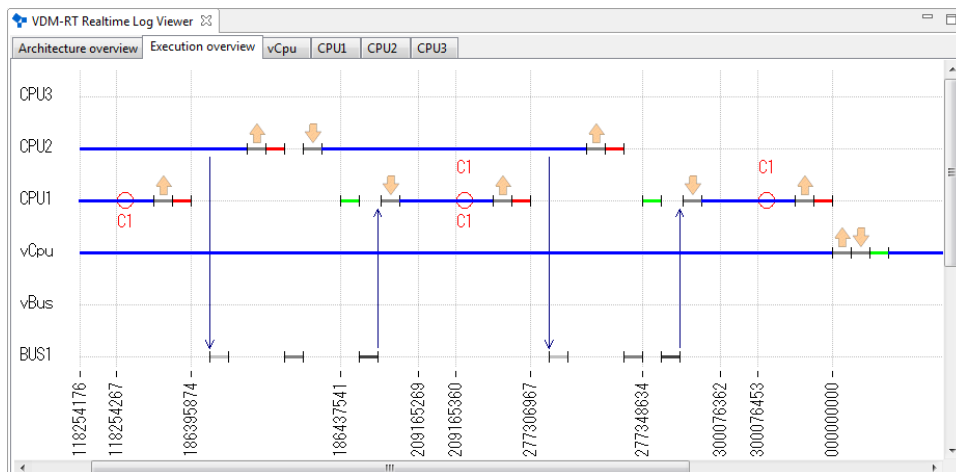 VDM-RT Realtime Log Viewer
Architecture overview Execution overview vCpu CPU1 CPU2 CPU3
CPU3
CPU2
C1 C1
CPU1
C1 C1
vCpu
vBus
BUS1
118254176 118254267 186395874 186437541 209165269 209165360 277306967 277348634 300076362 300076453 000000000